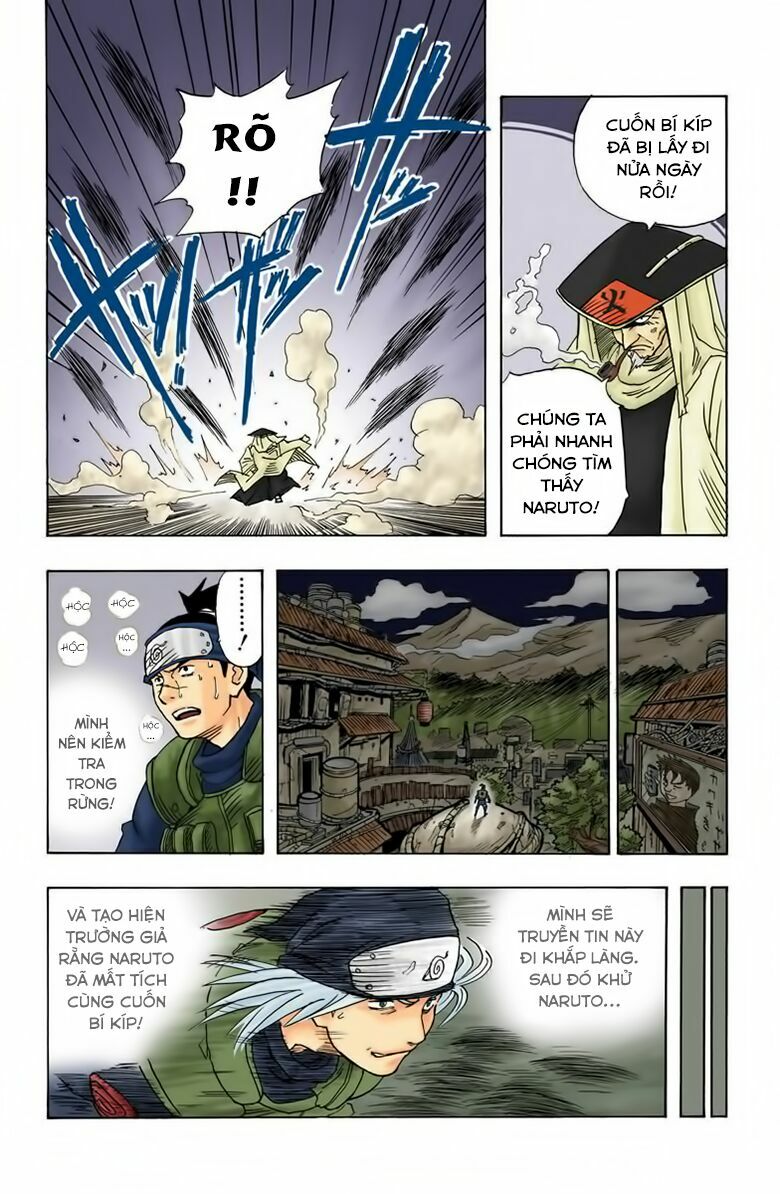 CUỐN BÍ KÍP
ĐÃ BỊ LẤY ĐI
NỬA NGÀY
RỒI!
CHÚNG TA
PHẢI NHANH
CHÓNG TÌM
THẤY
NARUTO!
RÕ
!!
火
.......!
HỘC
HỘC
HỘC
HỘC
...
HỘC
...
MÌNH
NÊN KIỂM
TRA
TRONG
RỪNG!
MÌNH SẼ
TRUYỀN TIN NÀY
ĐI KHẮP LÀNG.
SAU ĐÓ KHỬ
NARUTO...
VÀ TẠO HIỆN
TRƯỜNG GIẢ
RẰNG NARUTO
ĐÃ MẤT TÍCH
CÙNG CUỐN
BÍ KÍP!